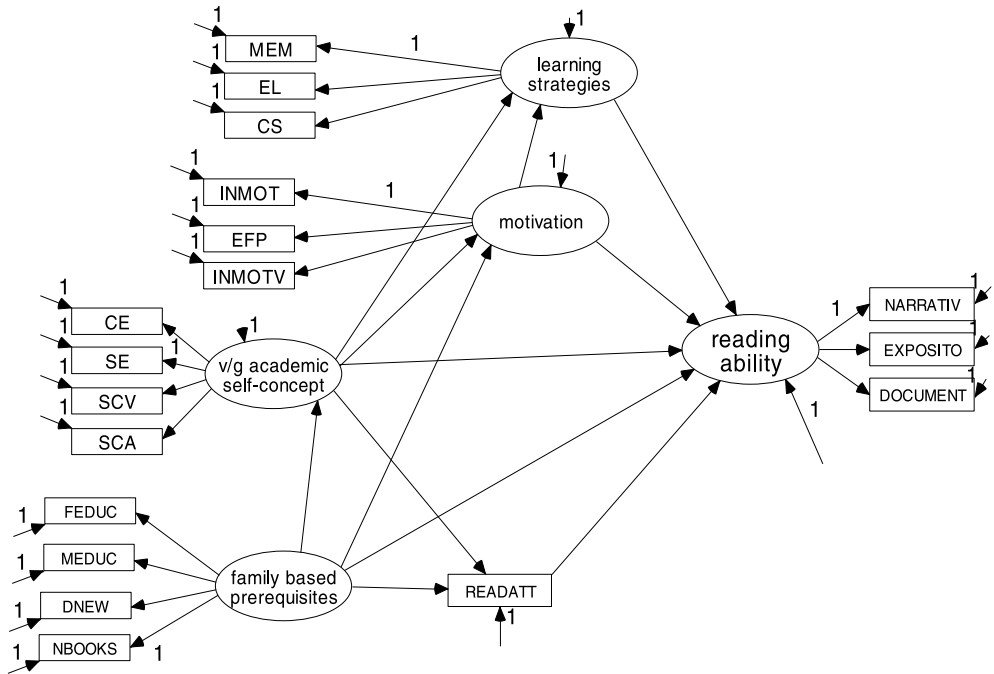 1
1
MEM
1
learning
strategies
1
EL
1
CS
1
INMOT
1
1
motivation
1
EFP
1
INMOTV
1
CE
1
v/g academic
self-concept
1
SE
1
1
SCV
1
SCA
reading
ability
1
NARRATIV
1
EXPOSITO
1
DOCUMENT
1
1
FEDUC
1
MEDUC
1
family based
prerequisites
READATT
1
DNEW
1
NBOOKS
1
1